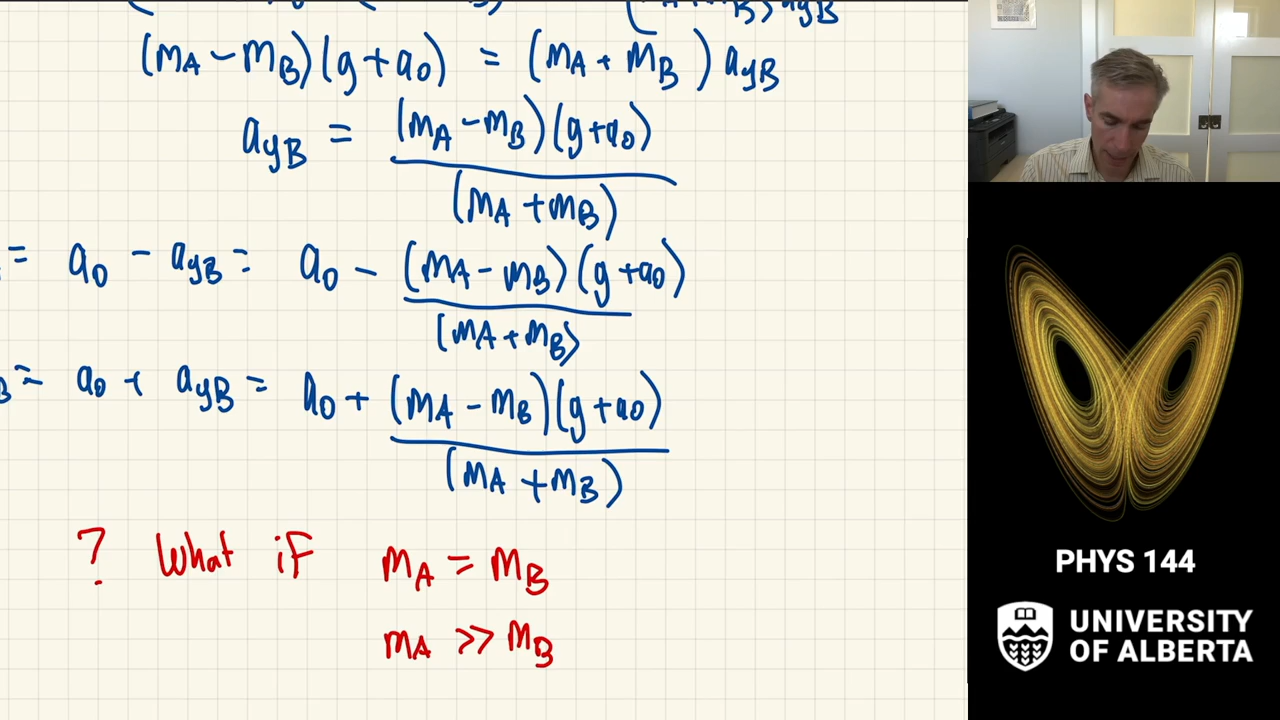 (mA - mB)(g + a0) = (mA + mB) ayB
ayB = (mA - mB)(g + a0) / (mA + mB)
= a0 - ayB = a0 - (mA - mB)(g + a0) / (mA + mB)
B = a0 + ayB = a0 + (mA - mB)(g + a0) / (mA + mB)
? What if mA = mB
mA >> mB
PHYS 144
UNIVERSITY
OF ALBERTA